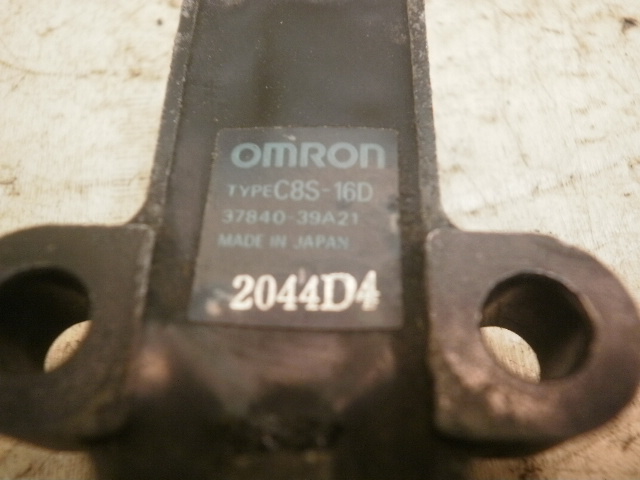 OMRON
TYPE C8S-16D
37840-39A21
MADE IN JAPAN
2044D4